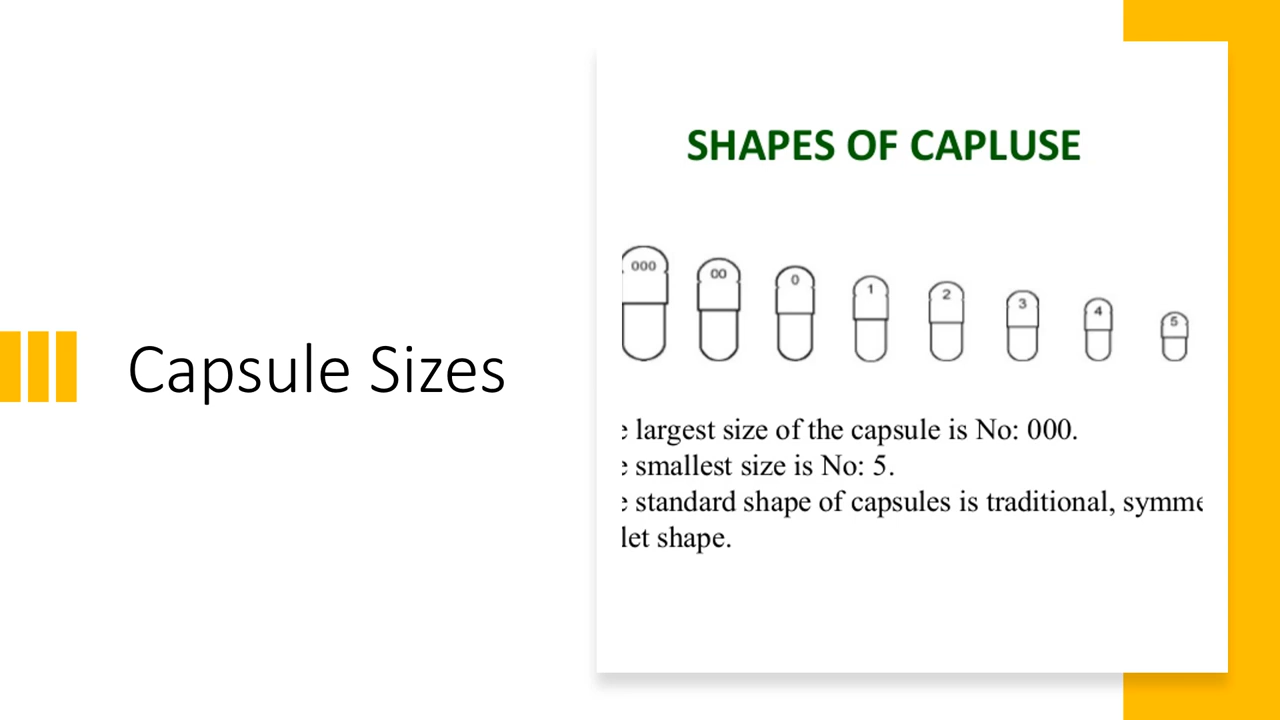 Capsule Sizes
SHAPES OF CAPLUSE
000 00 0 1 2 3 4 5
e largest size of the capsule is No: 000.
e smallest size is No: 5.
e standard shape of capsules is traditional, symme
let shape.